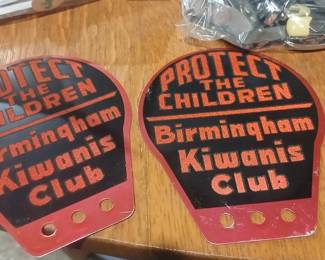 PROTECT
THE
CHILDREN
Birmingham
Kiwanis
Club
PROTECT
THE
CHILDREN
Birmingham
Kiwanis
Club